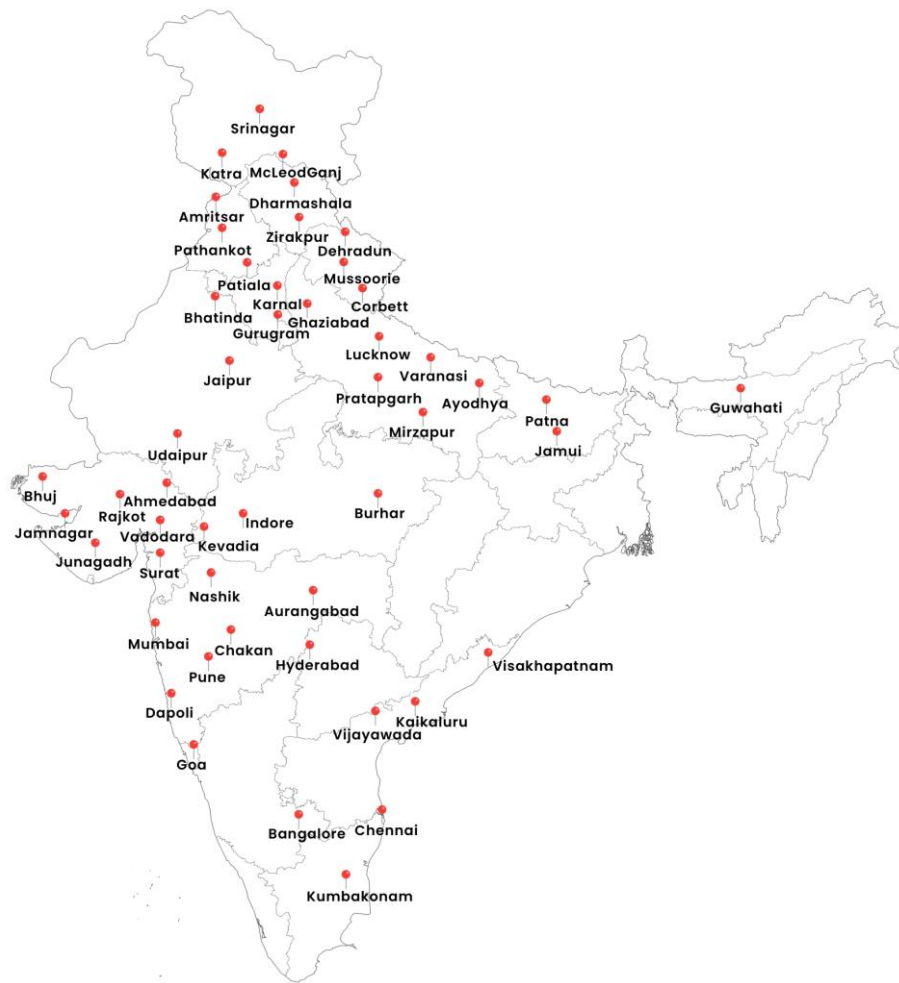 Srinagar
Katra
McLeodGanj
Dharmashala
Amritsar
Zirakpur
Pathankot
Dehradun
Mussoorie
Patiala
Karnal
Corbett
Bhatinda
Ghaziabad
Gurugram
Lucknow
Jaipur
Varanasi
Pratapgarh
Ayodhya
Guwahati
Patna
Mirzapur
Jamui
Udaipur
Bhuj
Ahmedabad
Burhar
Rajkot
Indore
Jamnagar
Vadodara
Kevadia
Junagadh
Surat
Nashik
Aurangabad
Mumbai
Chakan
Hyderabad
Visakhapatnam
Pune
Dapoli
Kaikaluru
Vijayawada
Goa
Bangalore
Chennai
Kumbakonam